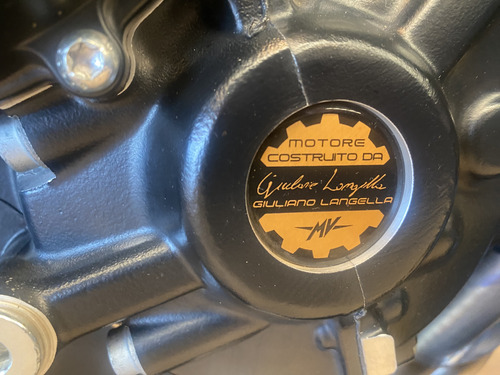 MOTORE
COSTRUITO DA
Giuliano Langella
GIULIANO LANGELLA
MV